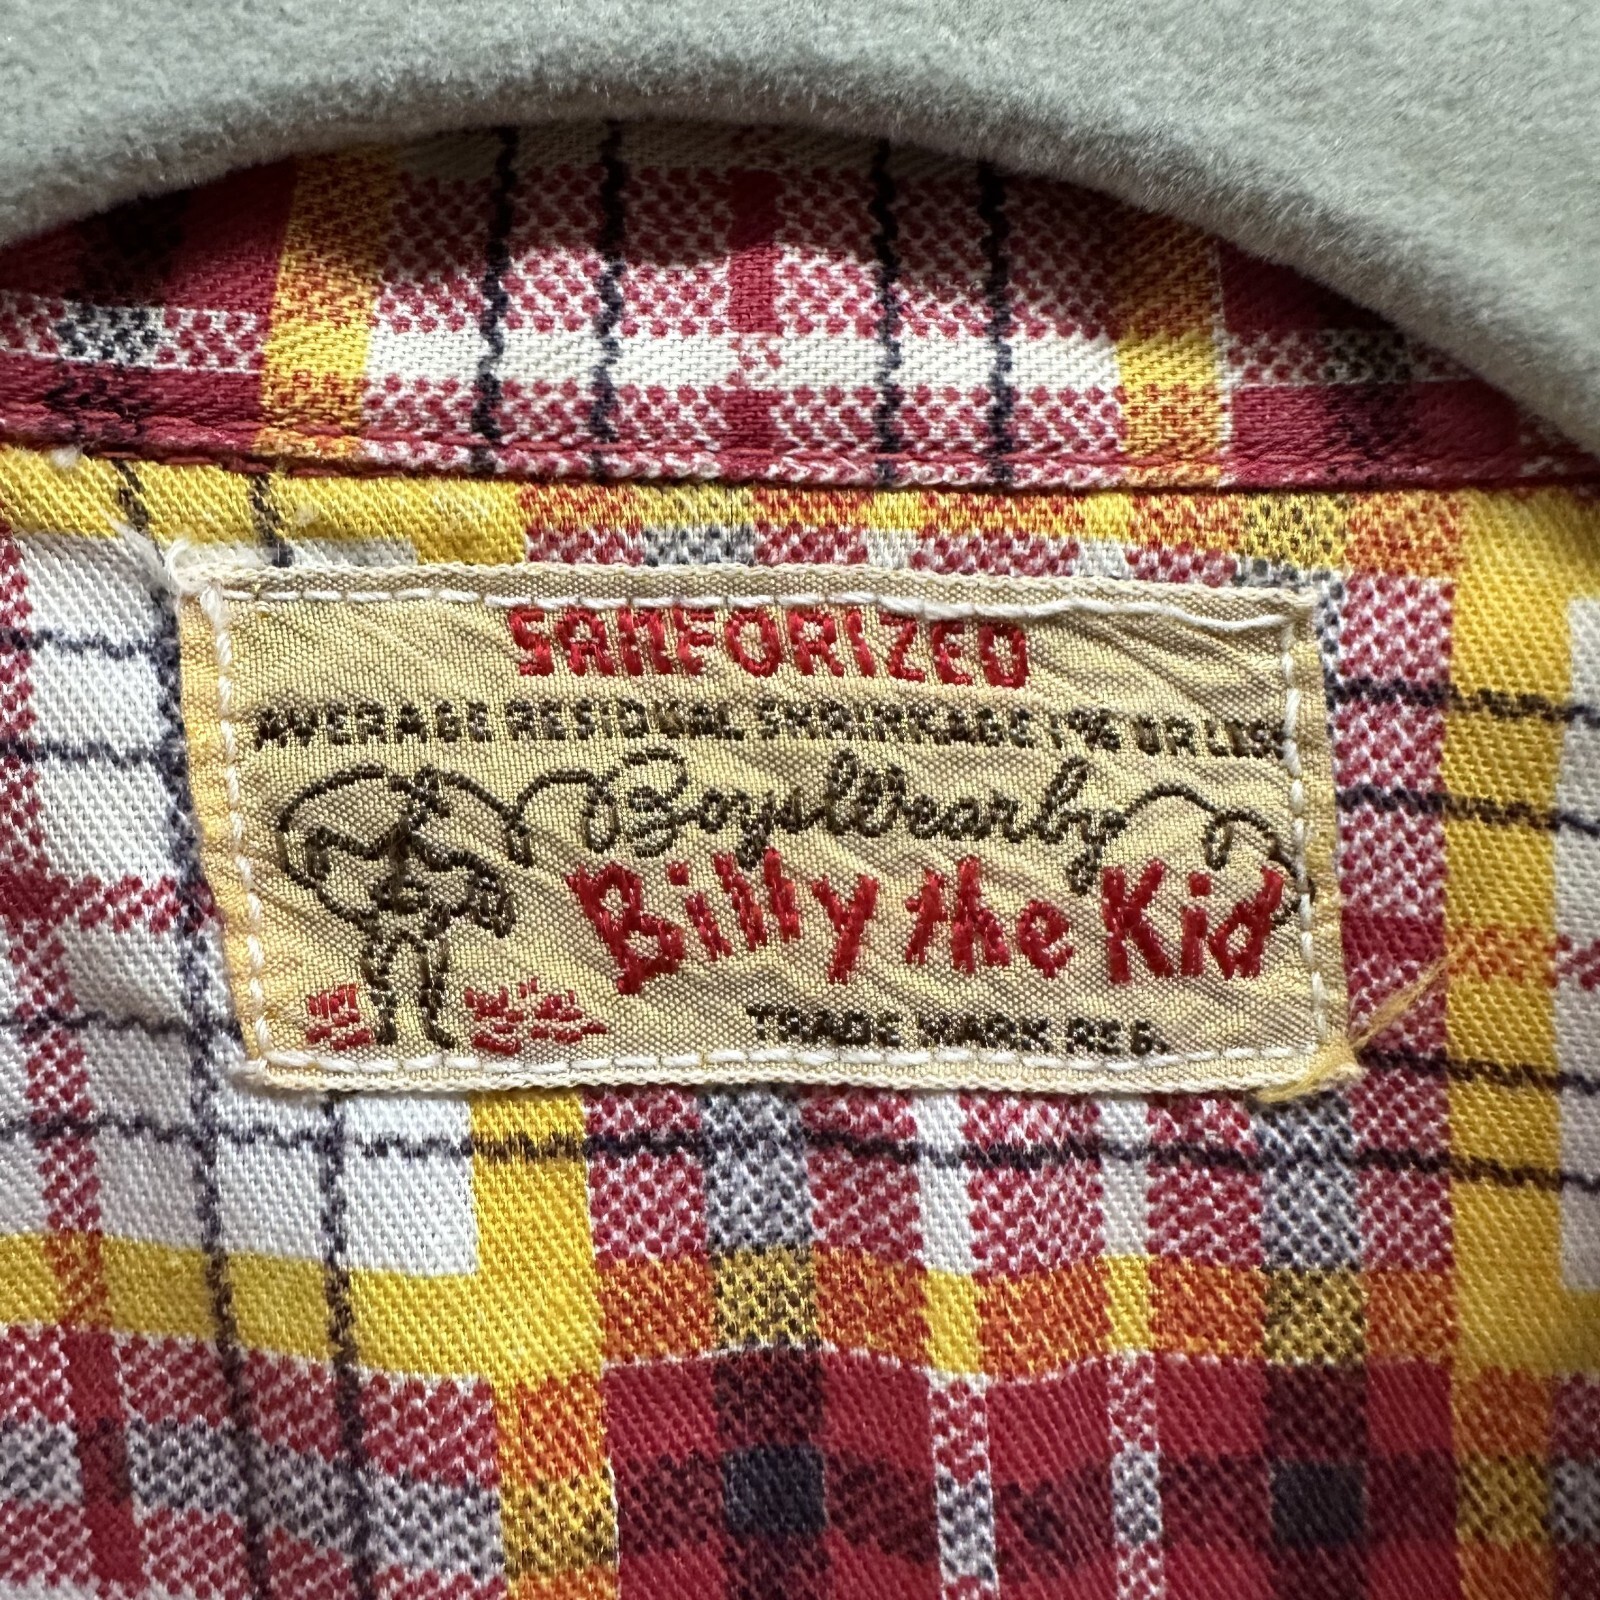 SANFORIZED
AVERAGE RESIDUAL SHRINKAGE 1% OR LESS
Boys Wear by
Billy the Kid
TRADE MARK REG.